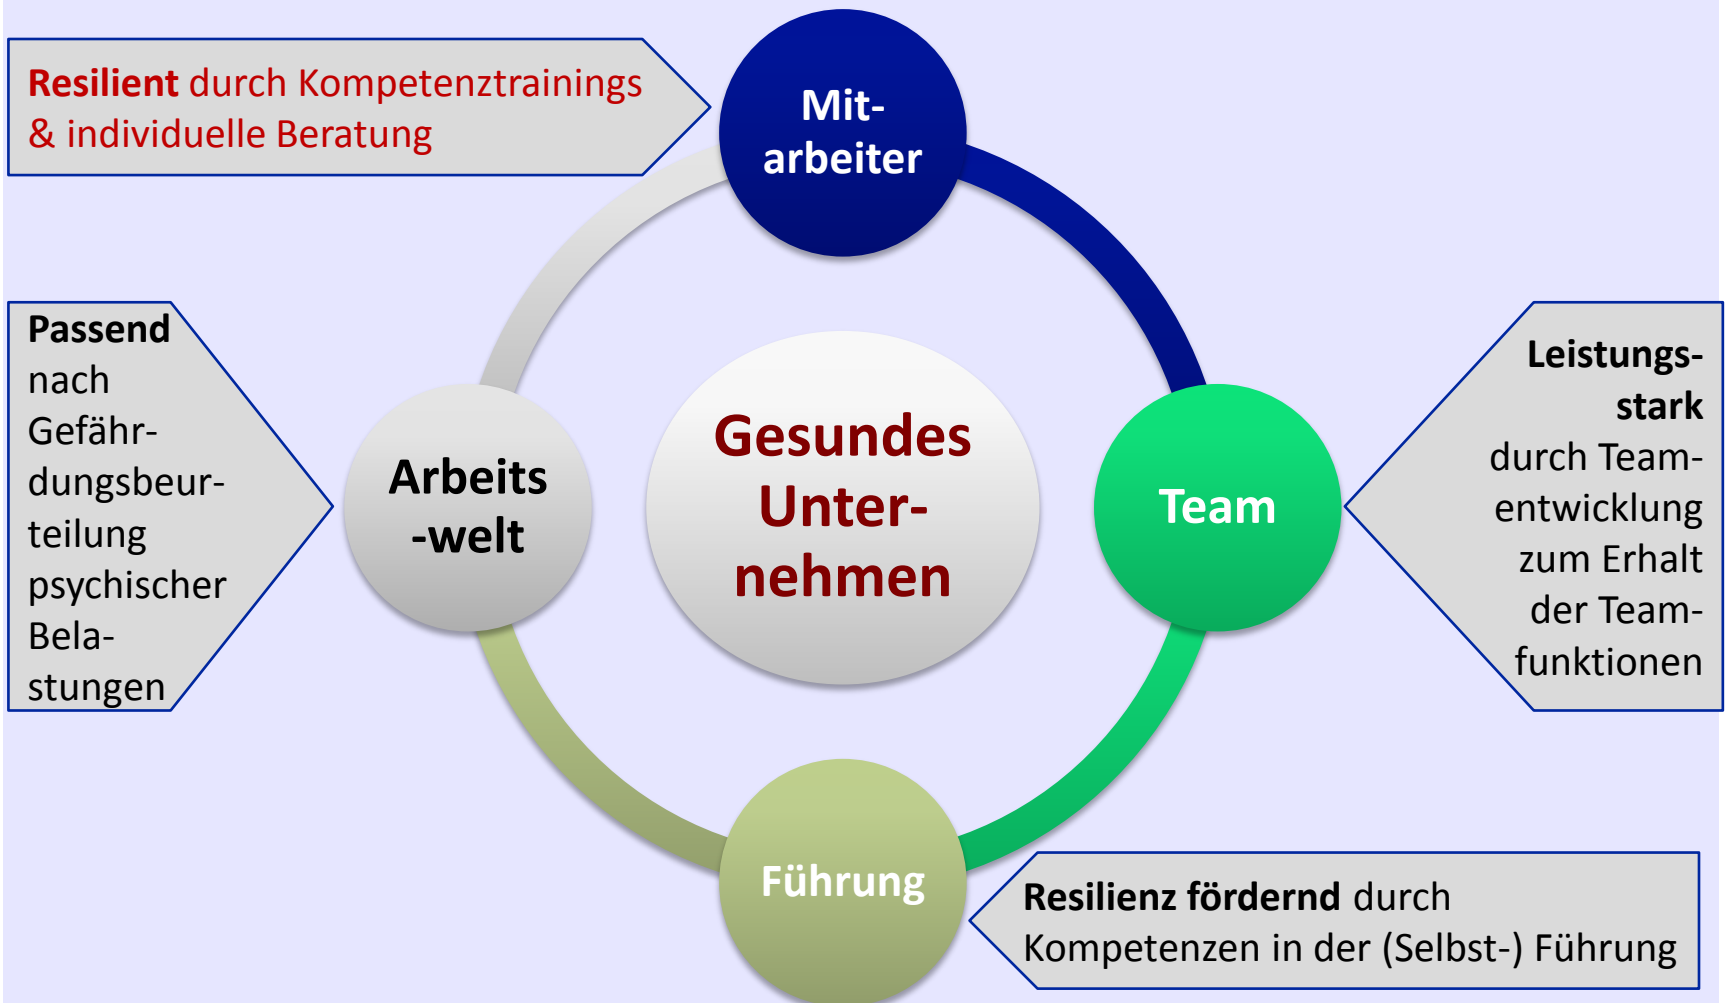 Resilient durch Kompetenztrainings
& individuelle Beratung
Mit-
arbeiter
Passend
nach
Gefähr-
dungsbeur-
teilung
psychischer
Bela-
stungen
Arbeits
-welt
Gesundes
Unter-
nehmen
Team
Leistungs-
stark
durch Team-
entwicklung
zum Erhalt
der Team-
funktionen
Führung
Resilienz fördernd durch
Kompetenzen in der (Selbst-) Führung